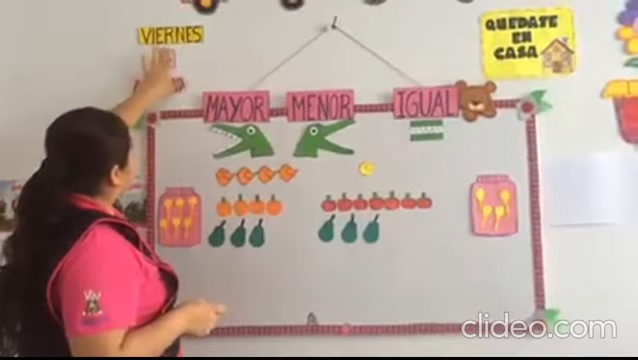 VIERNES
QUEDATE
EN
CASA
MAYOR
MENOR
IGUAL
clideo.com